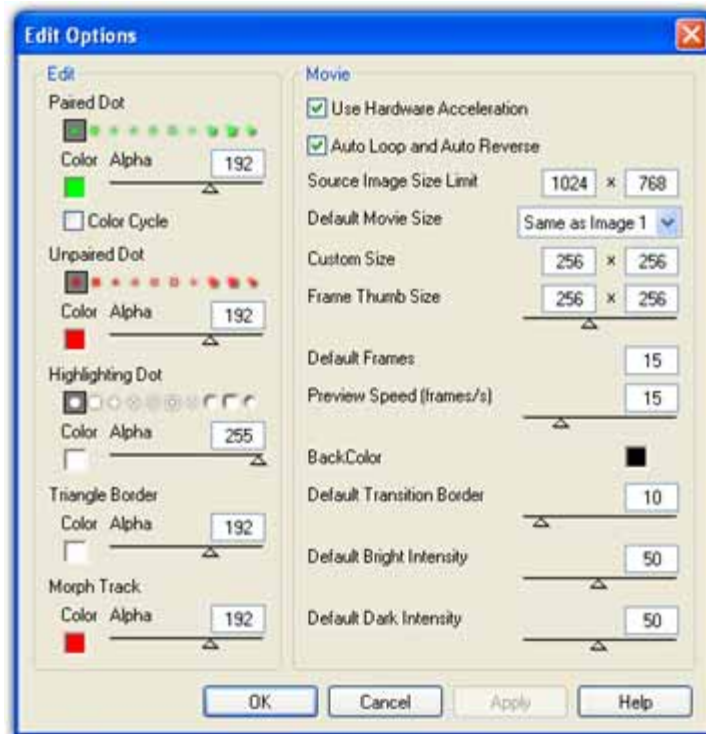 Edit Options
Edit
Paired Dot
Color Alpha 192
Color Cycle
Unpaired Dot
Color Alpha 192
Highlighting Dot
Color Alpha 255
Triangle Border
Color Alpha 192
Morph Track
Color Alpha 192
Movie
Use Hardware Acceleration
Auto Loop and Auto Reverse
Source Image Size Limit 1024 x 768
Default Movie Size Same as Image 1
Custom Size 256 x 256
Frame Thumb Size 256 x 256
Default Frames 15
Preview Speed (frames/s) 15
BackColor
Default Transition Border 10
Default Bright Intensity 50
Default Dark Intensity 50
OK Cancel Apply Help